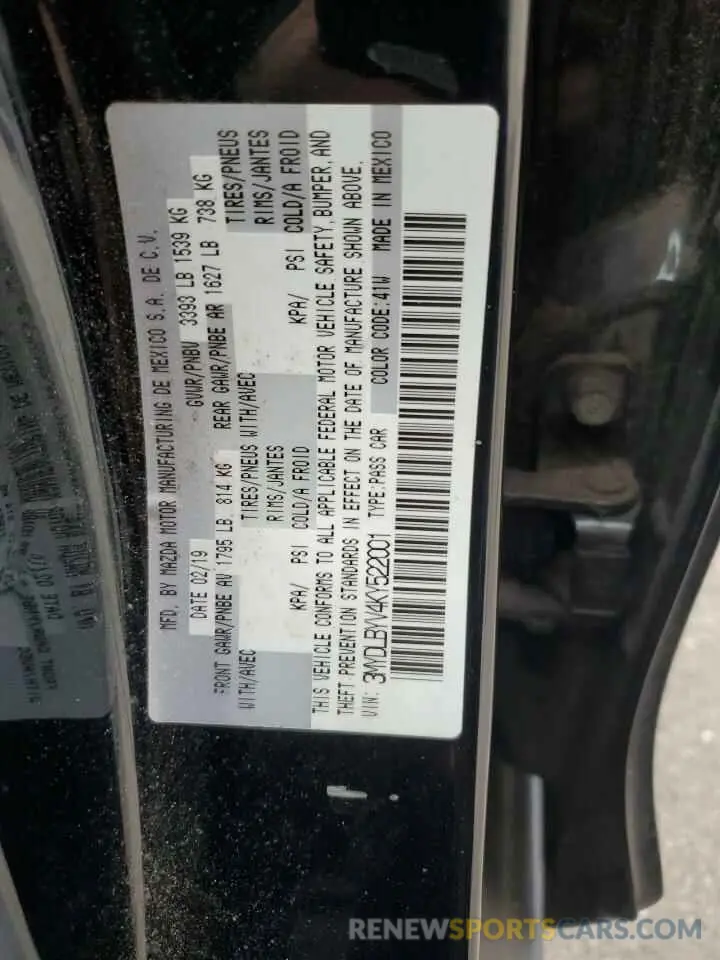 MFD. BY MAZDA MOTOR MANUFACTURING DE MEXICO S.A. DE C.V.
DATE 02/19 GVWR/PNBV 3393 LB 1539 KG
FRONT GAWR/PNBE AV 1795 LB 814 KG REAR GAWR/PNBE AR 1627 LB 738 KG
WITH/AVEC TIRES/PNEUS WITH/AVEC TIRES/PNEUS
RIMS/JANTES RIMS/JANTES
KPA/ PSI COLD/A FROID KPA/ PSI COLD/A FROID
THIS VEHICLE CONFORMS TO ALL APPLICABLE FEDERAL MOTOR VEHICLE SAFETY, BUMPER, AND
THEFT PREVENTION STANDARDS IN EFFECT ON THE DATE OF MANUFACTURE SHOWN ABOVE.
VIN: 3MYDLBYV4KY522001 TYPE:PASS CAR COLOR CODE:41W MADE IN MEXICO
RENEWSPORTSCARS.COM